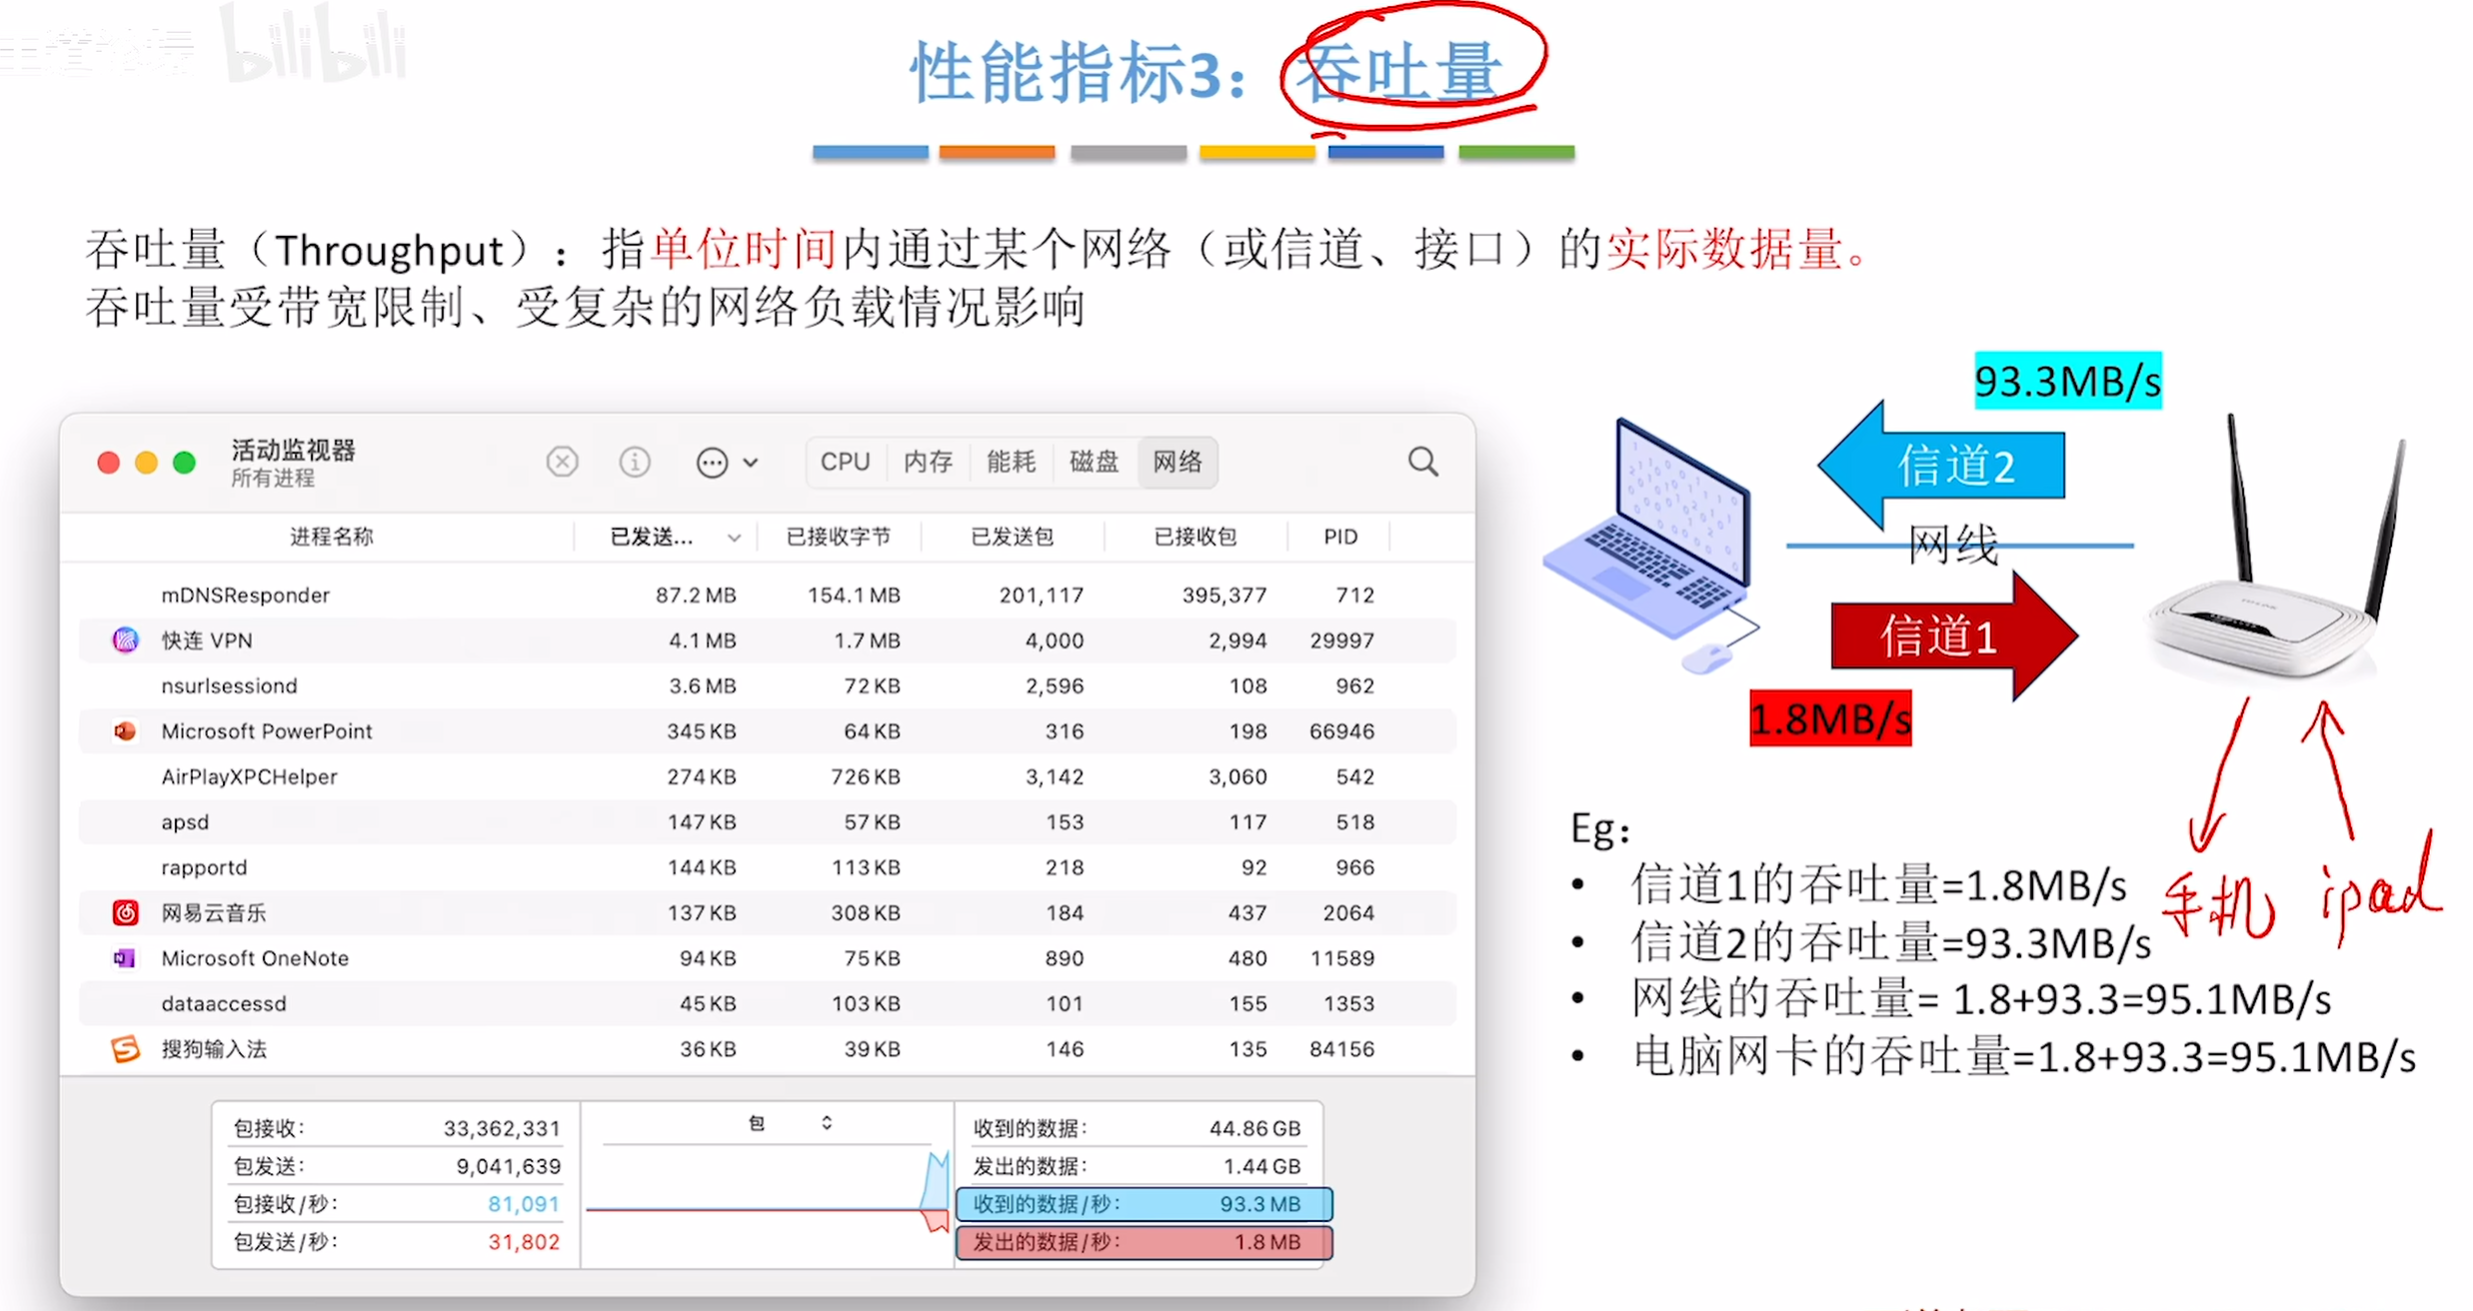 王道论坛 bilibili
性能指标3：吞吐量
吞吐量（Throughput）：指单位时间内通过某个网络（或信道、接口）的实际数据量。
吞吐量受带宽限制、受复杂的网络负载情况影响
活动监视器
所有进程
CPU 内存 能耗 磁盘 网络
进程名称 已发送... 已接收字节 已发送包 已接收包 PID
mDNSResponder 87.2 MB 154.1 MB 201,117 395,377 712
快连 VPN 4.1 MB 1.7 MB 4,000 2,994 29997
nsurlsessiond 3.6 MB 72 KB 2,596 108 962
Microsoft PowerPoint 345 KB 64 KB 316 198 66946
AirPlayXPCHelper 274 KB 726 KB 3,142 3,060 542
apsd 147 KB 57 KB 153 117 518
rapportd 144 KB 113 KB 218 92 966
网易云音乐 137 KB 308 KB 184 437 2064
Microsoft OneNote 94 KB 75 KB 890 480 11589
dataaccessd 45 KB 103 KB 101 155 1353
搜狗输入法 36 KB 39 KB 146 135 84156
包接收： 33,362,331
包发送： 9,041,639
包接收/秒： 81,091
包发送/秒： 31,802
包
收到的数据： 44.86 GB
发出的数据： 1.44 GB
收到的数据/秒： 93.3 MB
发出的数据/秒： 1.8 MB
93.3MB/s
信道2
网线
信道1
1.8MB/s
手机 ipad
Eg：
• 信道1的吞吐量=1.8MB/s
• 信道2的吞吐量=93.3MB/s
• 网线的吞吐量= 1.8+93.3=95.1MB/s
• 电脑网卡的吞吐量=1.8+93.3=95.1MB/s